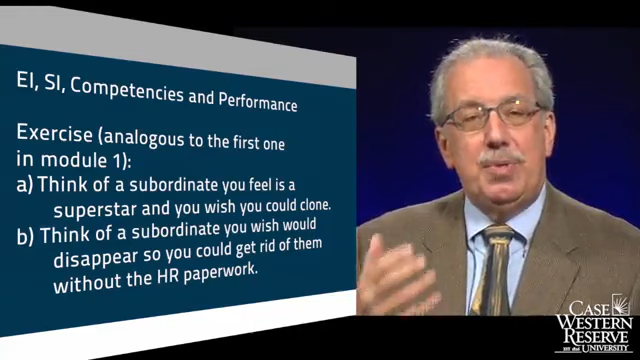 EI, SI, Competencies and Performance
Exercise (analogous to the first one
in module 1):
a) Think of a subordinate you feel is a
superstar and you wish you could clone.
b) Think of a subordinate you wish would
disappear so you could get rid of them
without the HR paperwork.
CASE
WESTERN
RESERVE
EST. 1826 UNIVERSITY